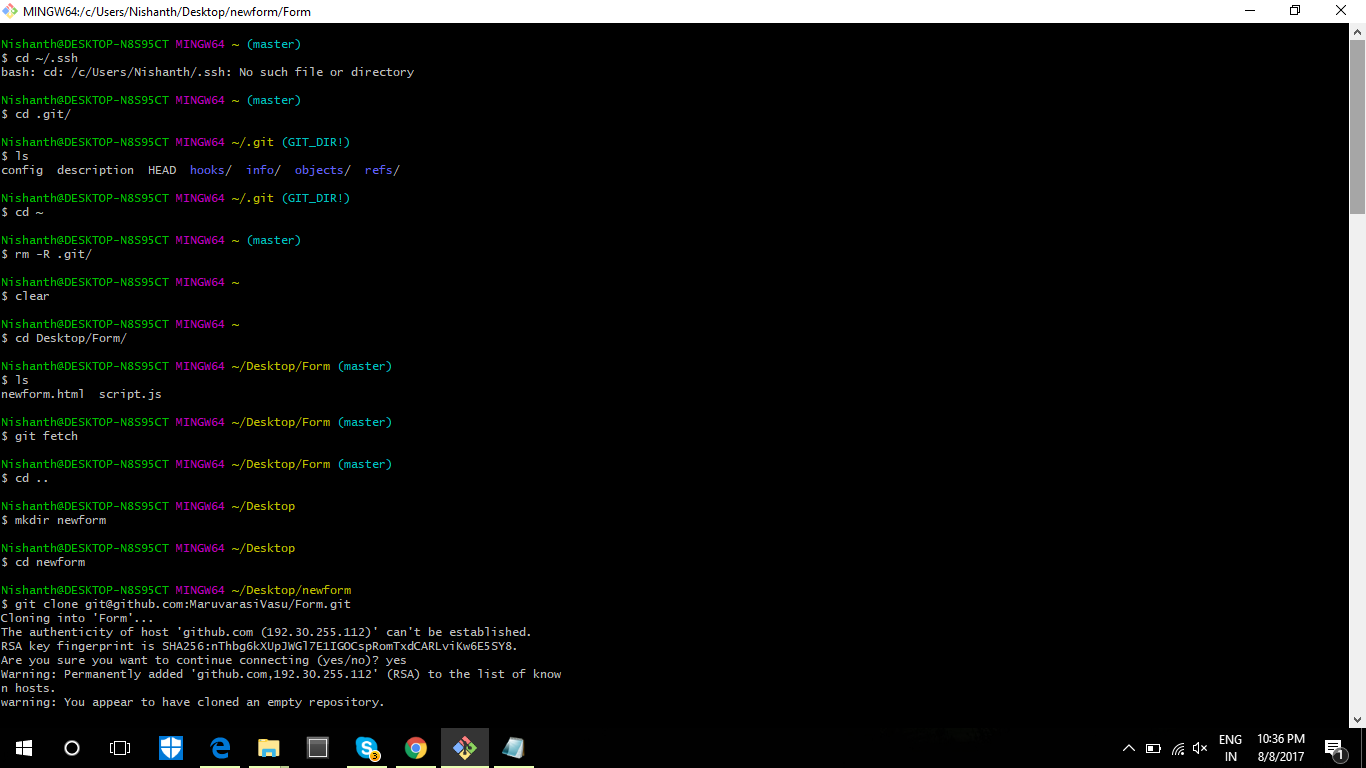 MINGW64:/c/Users/Nishanth/Desktop/newform/Form
Nishanth@DESKTOP-N8S95CT MINGW64 ~ (master)
$ cd ~/.ssh
bash: cd: /c/Users/Nishanth/.ssh: No such file or directory
Nishanth@DESKTOP-N8S95CT MINGW64 ~ (master)
$ cd .git/
Nishanth@DESKTOP-N8S95CT MINGW64 ~/.git (GIT_DIR!)
$ ls
config  description  HEAD  hooks/  info/  objects/  refs/
Nishanth@DESKTOP-N8S95CT MINGW64 ~/.git (GIT_DIR!)
$ cd ~
Nishanth@DESKTOP-N8S95CT MINGW64 ~ (master)
$ rm -R .git/
Nishanth@DESKTOP-N8S95CT MINGW64 ~
$ clear
Nishanth@DESKTOP-N8S95CT MINGW64 ~
$ cd Desktop/Form/
Nishanth@DESKTOP-N8S95CT MINGW64 ~/Desktop/Form (master)
$ ls
newform.html  script.js
Nishanth@DESKTOP-N8S95CT MINGW64 ~/Desktop/Form (master)
$ git fetch
Nishanth@DESKTOP-N8S95CT MINGW64 ~/Desktop/Form (master)
$ cd ..
Nishanth@DESKTOP-N8S95CT MINGW64 ~/Desktop
$ mkdir newform
Nishanth@DESKTOP-N8S95CT MINGW64 ~/Desktop
$ cd newform
Nishanth@DESKTOP-N8S95CT MINGW64 ~/Desktop/newform
$ git clone git@github.com:MaruvarasiVasu/Form.git
Cloning into 'Form'...
The authenticity of host 'github.com (192.30.255.112)' can't be established.
RSA key fingerprint is SHA256:nThbg6kXUpJWGl7E1IGOCspRomTxdCARLviKw6E5SY8.
Are you sure you want to continue connecting (yes/no)? yes
Warning: Permanently added 'github.com,192.30.255.112' (RSA) to the list of know
n hosts.
warning: You appear to have cloned an empty repository.
3
ENG
IN
10:36 PM
8/8/2017
1